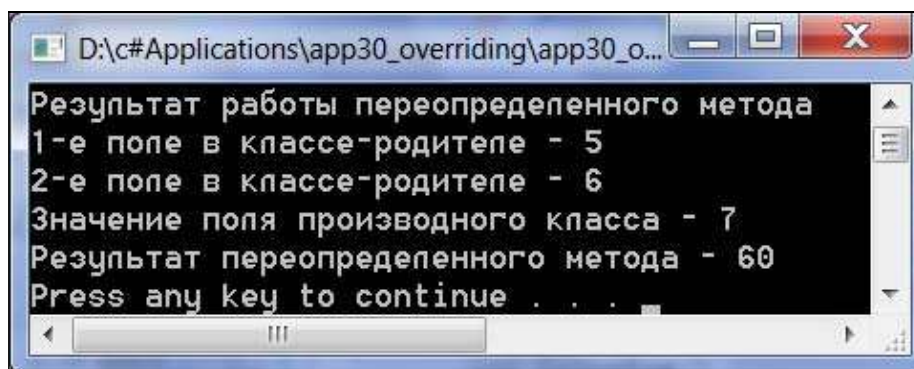 D:\c#Applications\app30_overriding\app30_o...
Результат работы переопределенного метода
1-е поле в классе-родителе - 5
2-е поле в классе-родителе - 6
Значение поля производного класса - 7
Результат переопределенного метода - 60
Press any key to continue . . .